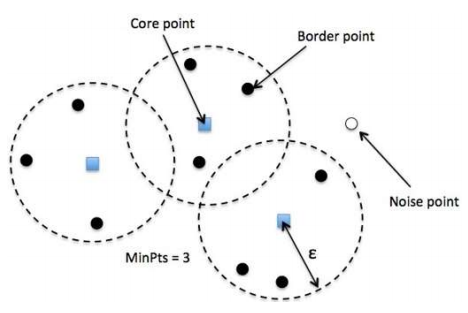 Core point
Border point
Noise point
MinPts = 3
ε